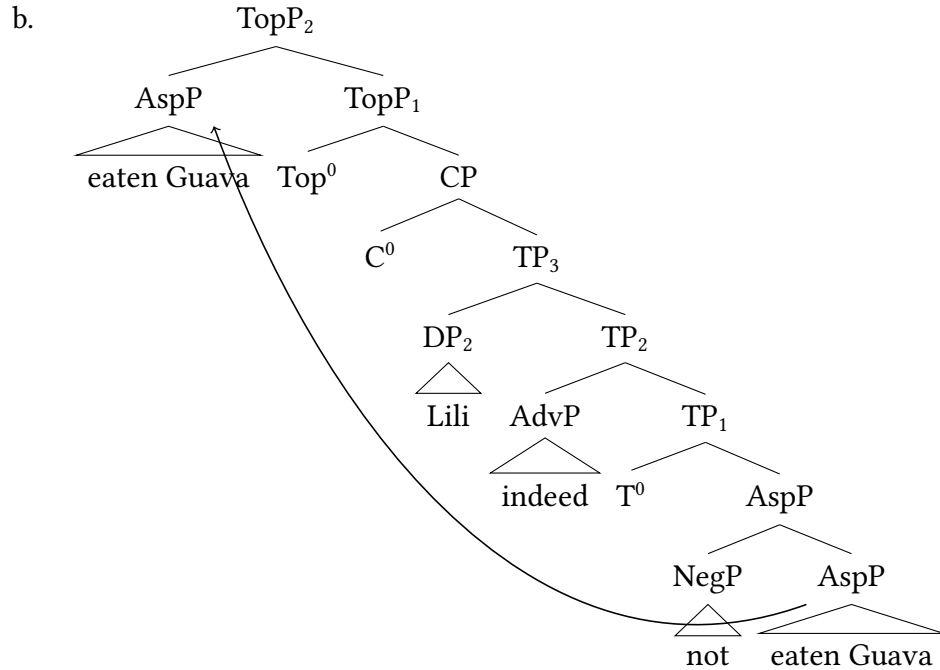 b. TopP₂
AspP TopP₁
eaten Guava Top⁰ CP
C⁰ TP₃
DP₂ TP₂
Lili AdvP TP₁
indeed T⁰ AspP
NegP AspP
not eaten Guava